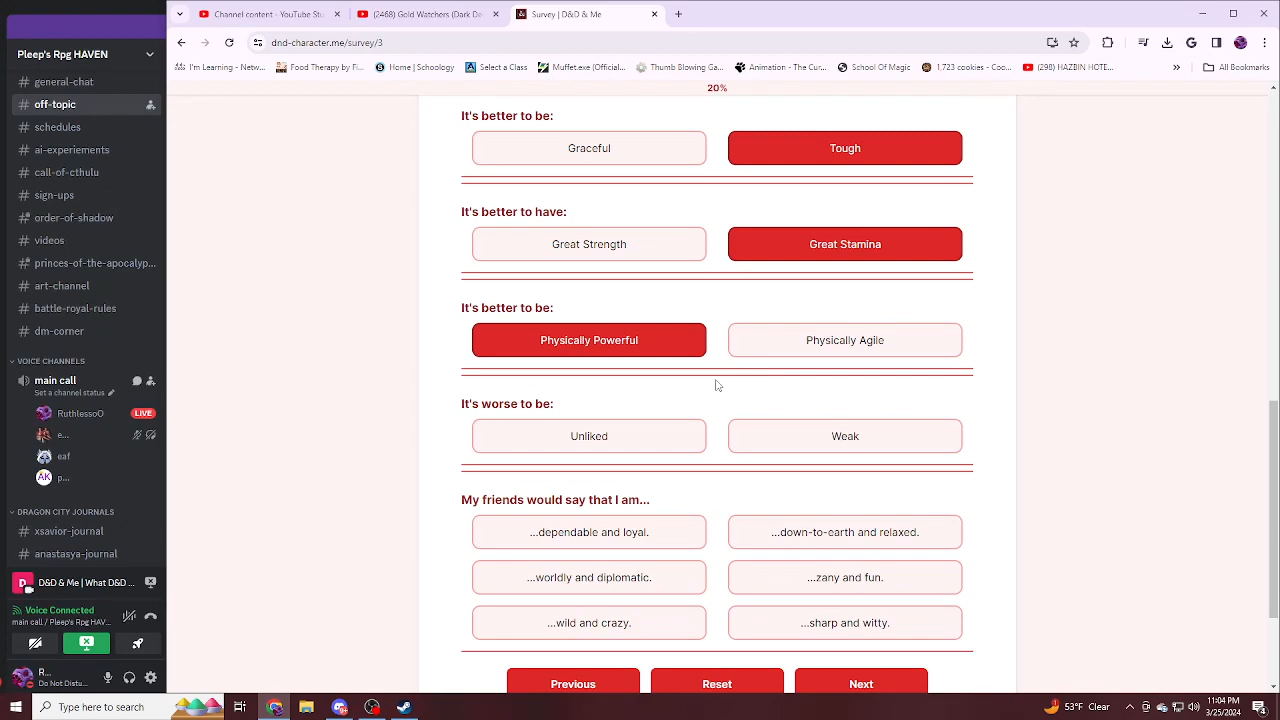 Channel content - YouTube Stu
(2468) Gold Watchers (Dark De
Survey | D&D & Me
dnd-character.me/survey/3
I'm Learning - Netw...
Food Therapy by Fi...
Home | Schoology
Select a Class
Muffet.exe (Official...
Thumb Blowing Ga...
Animation - The Cur...
School Of Magic
1,723 cookies - Coo...
(298) HAZBIN HOTE...
All Bookmarks
Pleep's Rpg HAVEN
general-chat
off-topic
schedules
ai-experiements
call-of-cthulu
sign-ups
order-of-shadow
videos
princes-of-the-apocalyp...
art-channel
battle-royal-rules
dm-corner
VOICE CHANNELS
main call
Set a channel status
RuthlessoO LIVE
e...
eaf
AK p...
DRAGON CITY JOURNALS
xsavior-journal
anastasya-journal
D D&D & Me | What D&D ...
Voice Connected
main call / Pleep's Rpg HAV...
R...
Do Not Distu...
20%
It's better to be:
Graceful Tough
It's better to have:
Great Strength Great Stamina
It's better to be:
Physically Powerful Physically Agile
It's worse to be:
Unliked Weak
My friends would say that I am...
...dependable and loyal. ...down-to-earth and relaxed.
...worldly and diplomatic. ...zany and fun.
...wild and crazy. ...sharp and witty.
Previous Reset Next
Type here to search
53°F Clear
11:04 PM
3/25/2024